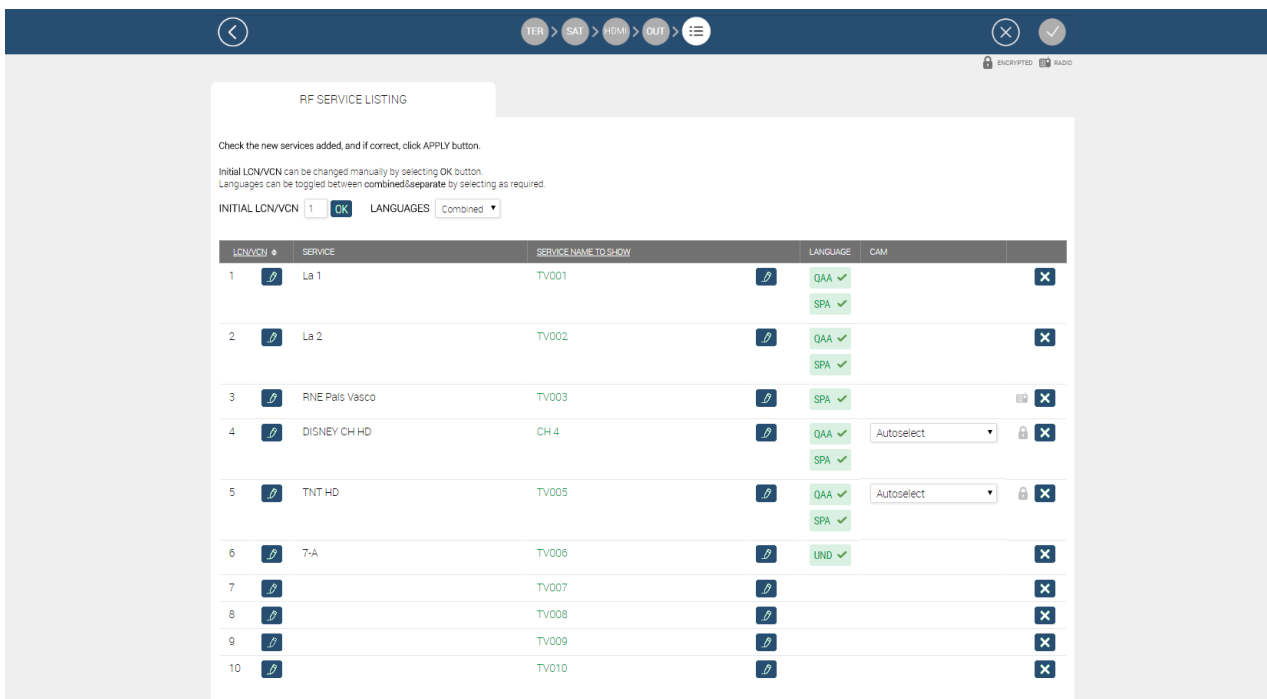 TER > SAT > HDMI > OUT >
ENCRYPTED RADIO
RF SERVICE LISTING
Check the new services added, and if correct, click APPLY button.
Initial LCN/VCN can be changed manually by selecting OK button.
Languages can be toggled between combined&separate by selecting as required.
INITIAL LCN/VCN 1 OK LANGUAGES Combined
LCN/VCN SERVICE SERVICE NAME TO SHOW LANGUAGE CAM
1 La 1 TV001 QAA
SPA
2 La 2 TV002 QAA
SPA
3 RNE País Vasco TV003 SPA
4 DISNEY CH HD CH 4 QAA Autoselect
SPA
5 TNT HD TV005 QAA Autoselect
SPA
6 7-A TV006 UND
7 TV007
8 TV008
9 TV009
10 TV010